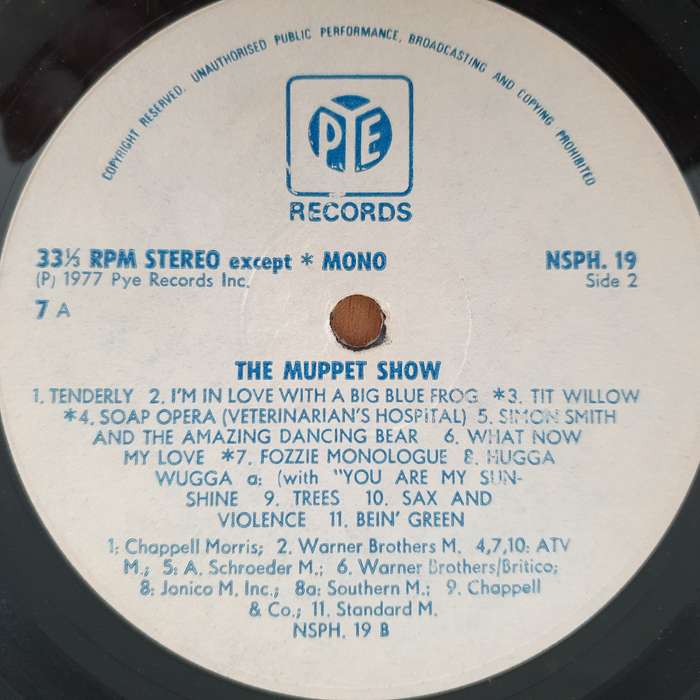 COPYRIGHT RESERVED. UNAUTHORISED PUBLIC PERFORMANCE, BROADCASTING AND COPYING PROHIBITED
PYE
RECORDS
33⅓ RPM STEREO except * MONO NSPH. 19
(P) 1977 Pye Records Inc. Side 2
7 A
THE MUPPET SHOW
1. TENDERLY 2. I'M IN LOVE WITH A BIG BLUE FROG *3. TIT WILLOW
*4. SOAP OPERA (VETERINARIAN'S HOSPITAL) 5. SIMON SMITH
AND THE AMAZING DANCING BEAR 6. WHAT NOW
MY LOVE *7. FOZZIE MONOLOGUE 8. HUGGA
WUGGA a: (with "YOU ARE MY SUN-
SHINE 9. TREES 10. SAX AND
VIOLENCE 11. BEIN' GREEN
1: Chappell Morris; 2. Warner Brothers M. 4,7,10: ATV
M.; 5: A. Schroeder M.; 6. Warner Brothers/Britico;
8: Jonico M. Inc.; 8a: Southern M.; 9. Chappell
& Co.; 11. Standard M.
NSPH. 19 B